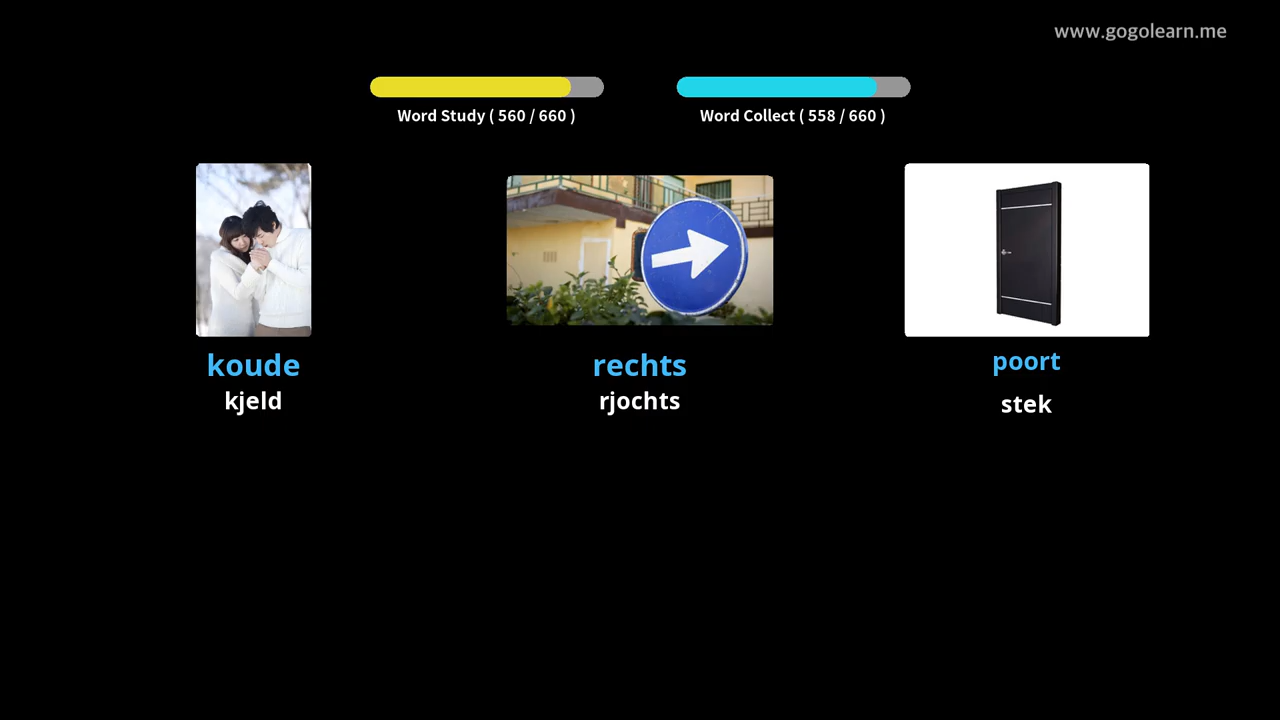 www.gogolearn.me
Word Study ( 560 / 660 )
Word Collect ( 558 / 660 )
koude
kjeld
rechts
rjochts
poort
stek